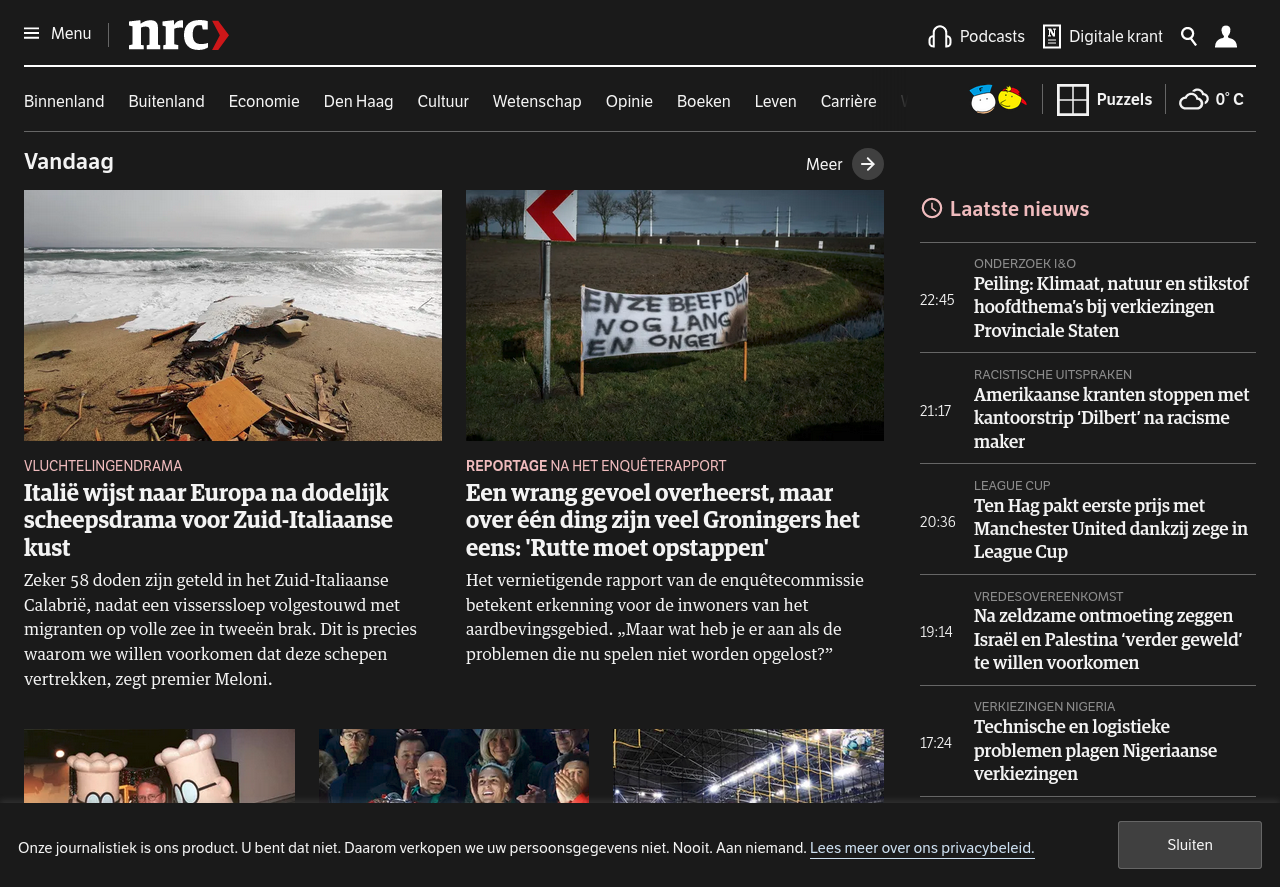 Menu
nrc
Podcasts
Digitale krant
Binnenland
Buitenland
Economie
Den Haag
Cultuur
Wetenschap
Opinie
Boeken
Leven
Carrière
Puzzels
0° C
Vandaag
Meer
ENZE BEEFDEN
NOG LANG
EN ONGEL
VLUCHTELINGENDRAMA
Italië wijst naar Europa na dodelijk
scheepsdrama voor Zuid-Italiaanse
kust
Zeker 58 doden zijn geteld in het Zuid-Italiaanse
Calabrië, nadat een visserssloep volgestouwd met
migranten op volle zee in tweeën brak. Dit is precies
waarom we willen voorkomen dat deze schepen
vertrekken, zegt premier Meloni.
REPORTAGE NA HET ENQUÊTERAPPORT
Een wrang gevoel overheerst, maar
over één ding zijn veel Groningers het
eens: 'Rutte moet opstappen'
Het vernietigende rapport van de enquêtecommissie
betekent erkenning voor de inwoners van het
aardbevingsgebied. „Maar wat heb je er aan als de
problemen die nu spelen niet worden opgelost?”
Laatste nieuws
ONDERZOEK I&O
22:45
Peiling: Klimaat, natuur en stikstof
hoofdthema’s bij verkiezingen
Provinciale Staten
RACISTISCHE UITSPRAKEN
21:17
Amerikaanse kranten stoppen met
kantoorstrip ‘Dilbert’ na racisme
maker
LEAGUE CUP
20:36
Ten Hag pakt eerste prijs met
Manchester United dankzij zege in
League Cup
VREDESOVEREENKOMST
19:14
Na zeldzame ontmoeting zeggen
Israël en Palestina ‘verder geweld’
te willen voorkomen
VERKIEZINGEN NIGERIA
17:24
Technische en logistieke
problemen plagen Nigeriaanse
verkiezingen
Onze journalistiek is ons product. U bent dat niet. Daarom verkopen we uw persoonsgegevens niet. Nooit. Aan niemand. Lees meer over ons privacybeleid.
Sluiten